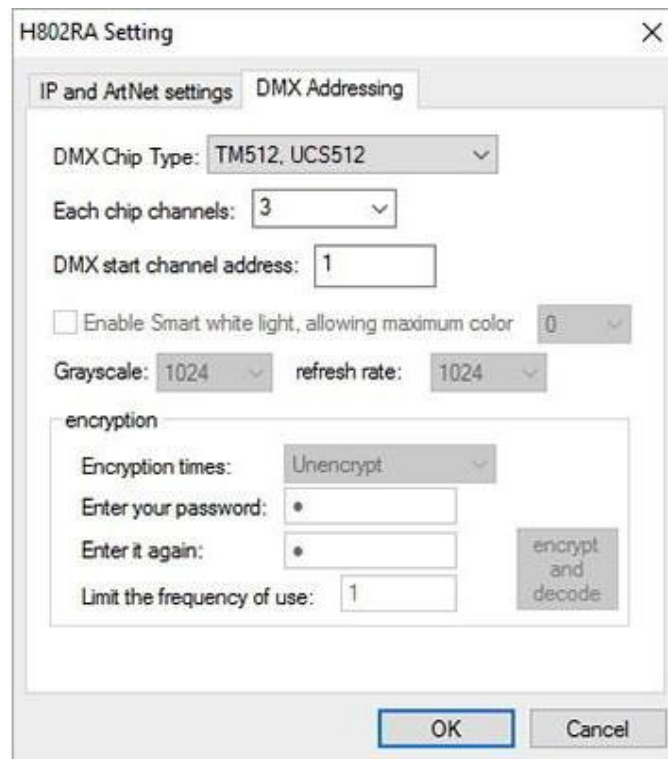 H802RA Setting
IP and ArtNet settings DMX Addressing
DMX Chip Type: TM512, UCS512
Each chip channels: 3
DMX start channel address: 1
Enable Smart white light, allowing maximum color 0
Grayscale: 1024 refresh rate: 1024
encryption
Encryption times: Unencrypt
Enter your password: •
Enter it again: •
Limit the frequency of use: 1
encrypt
and
decode
OK Cancel